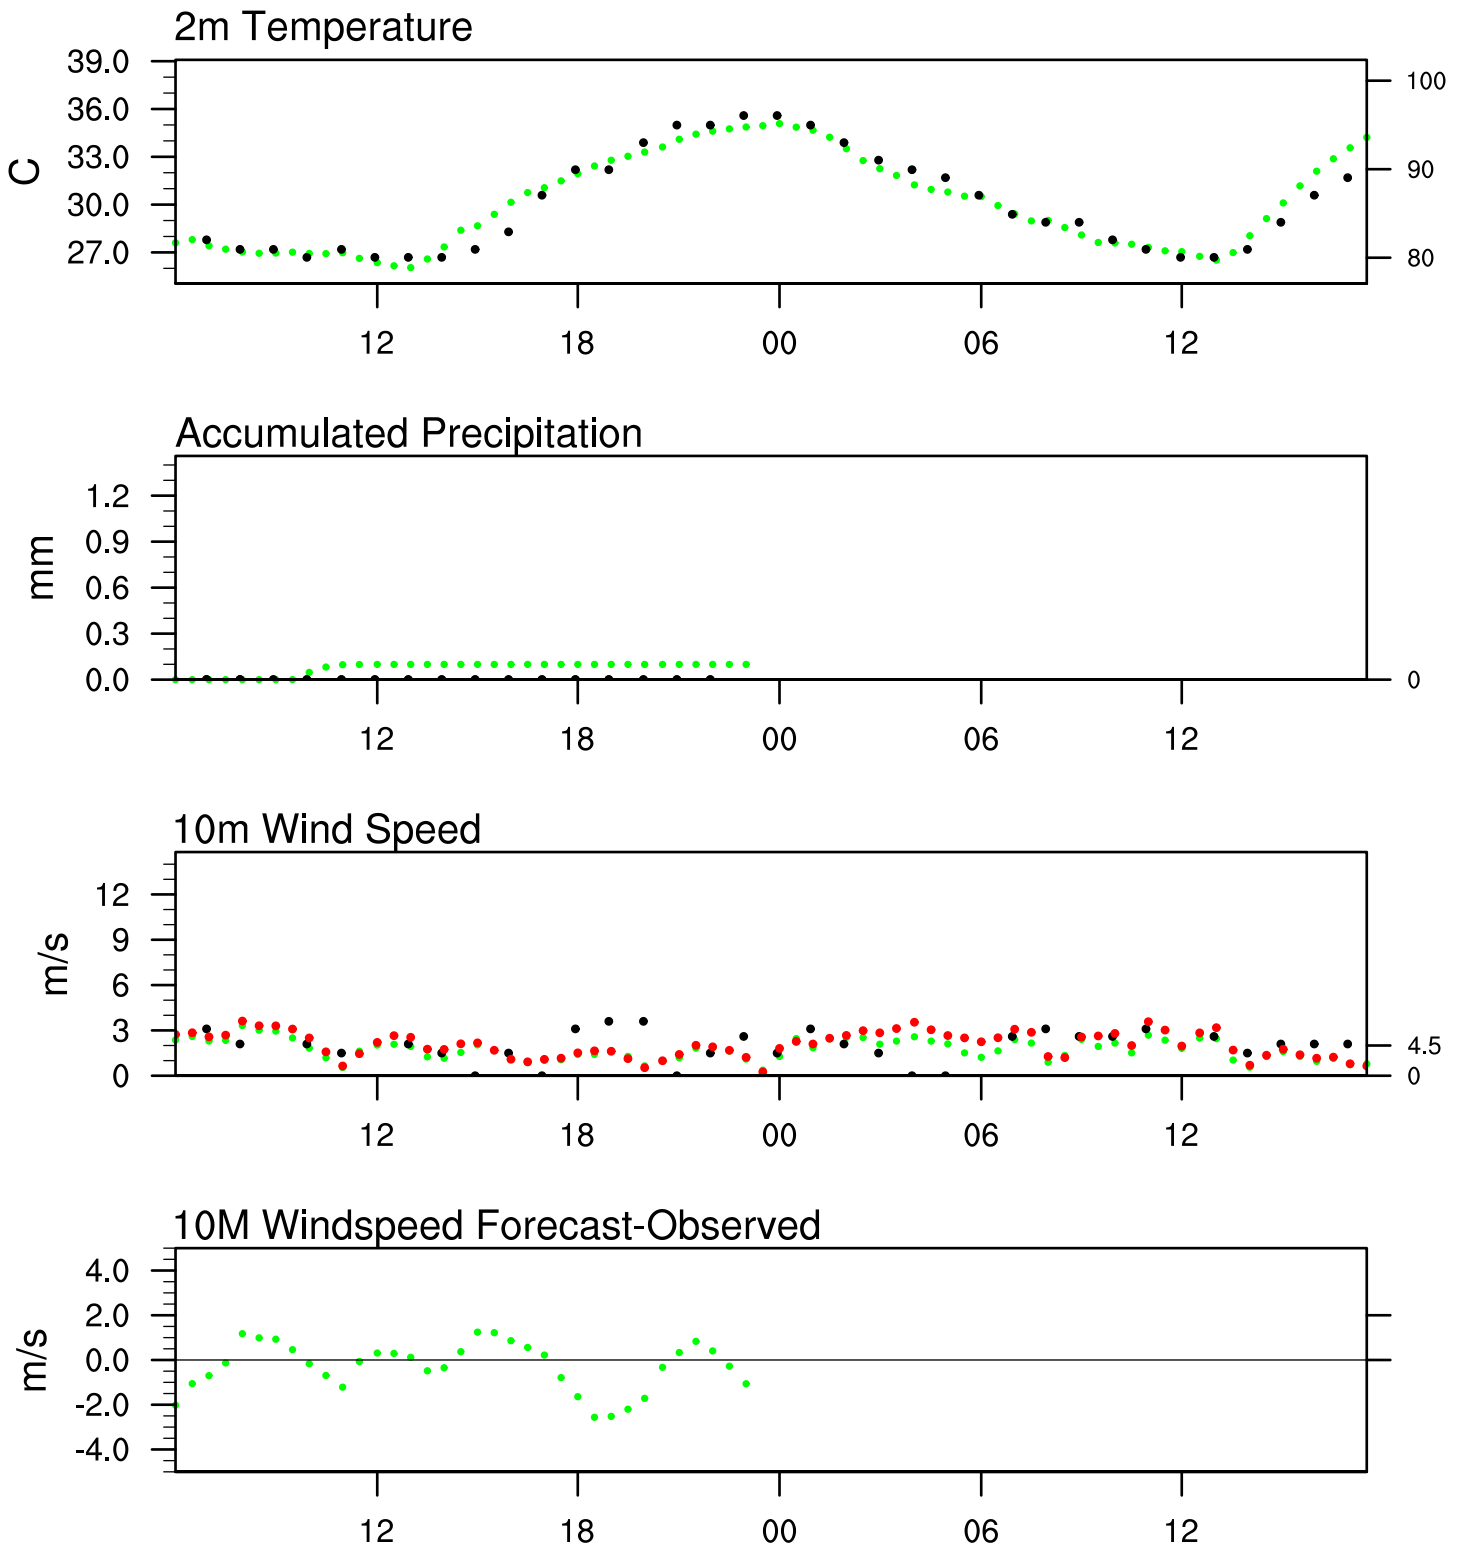 2m Temperature
39.0
36.0
33.0
30.0
27.0
C
100
90
80
12 18 00 06 12
Accumulated Precipitation
1.2
0.9
0.6
0.3
0.0
mm
0
12 18 00 06 12
10m Wind Speed
12
9
6
3
0
m/s
4.5
0
12 18 00 06 12
10M Windspeed Forecast-Observed
4.0
2.0
0.0
-2.0
-4.0
m/s
12 18 00 06 12